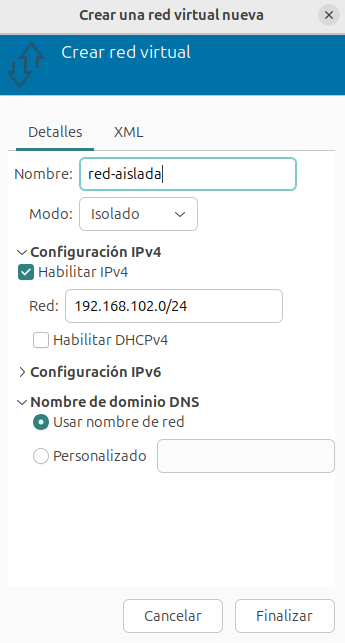 Crear una red virtual nueva
Crear red virtual
Detalles XML
Nombre: red-aislada
Modo: Isolado
Configuración IPv4
Habilitar IPv4
Red: 192.168.102.0/24
Habilitar DHCPv4
Configuración IPv6
Nombre de dominio DNS
Usar nombre de red
Personalizado
Cancelar Finalizar